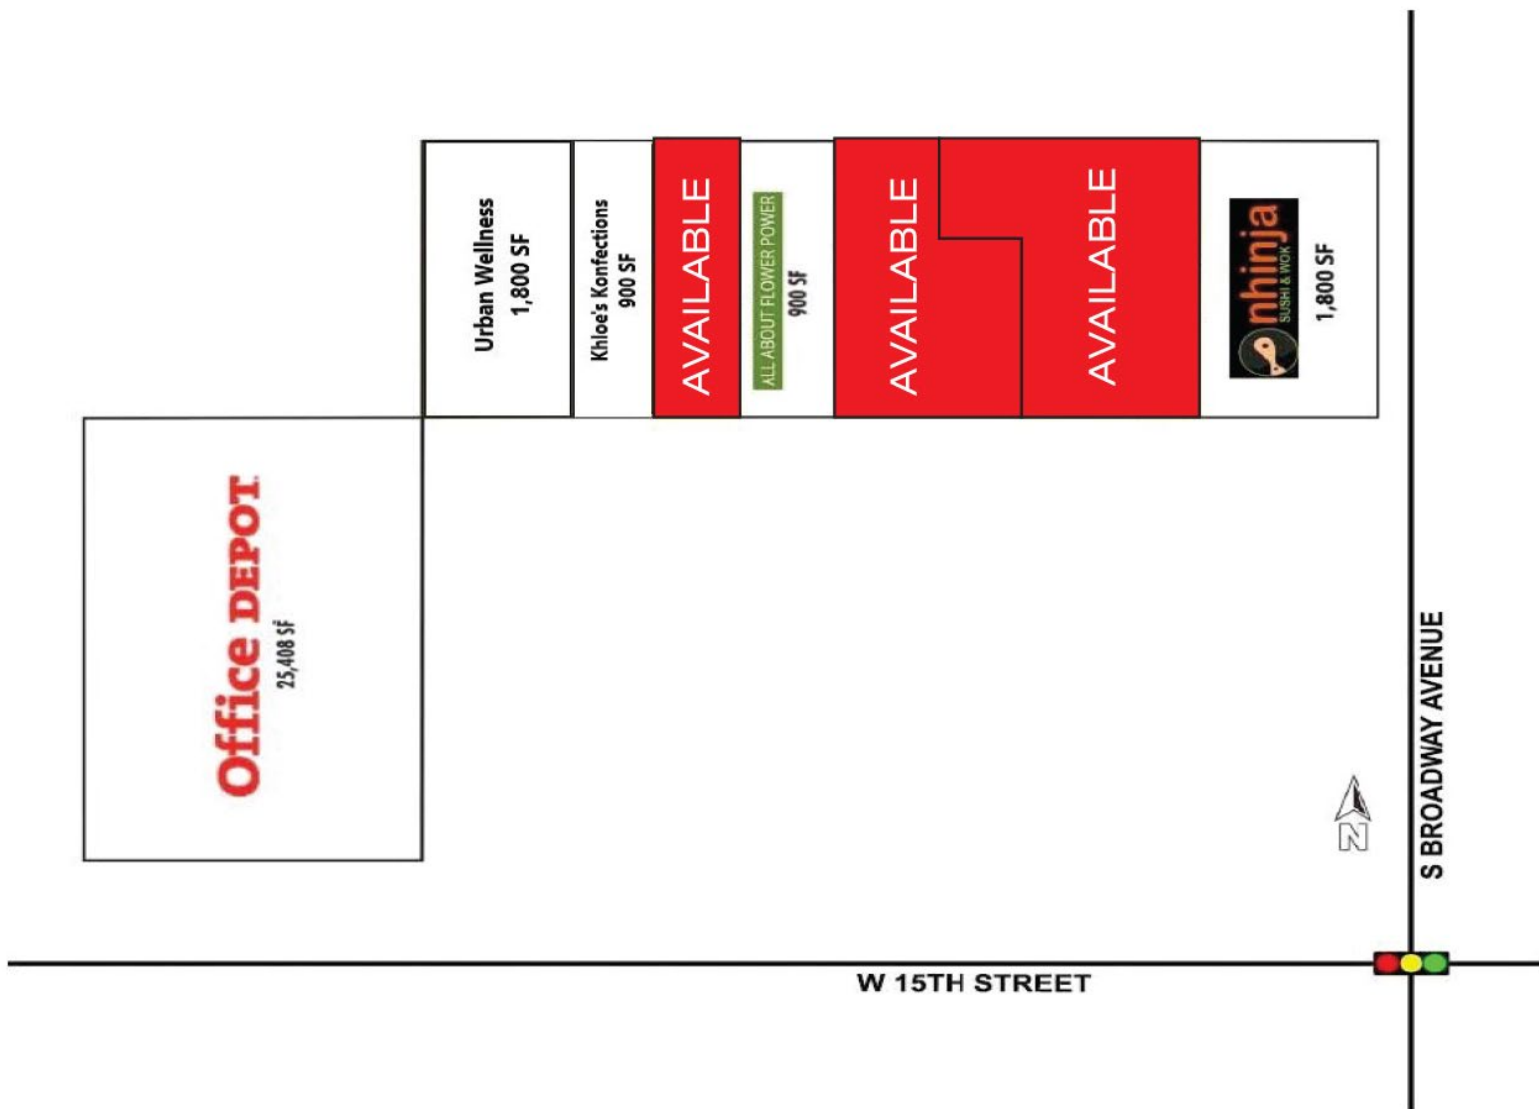 Office DEPOT
25,408 SF
Urban Wellness
1,800 SF
Khloe's Konfections
900 SF
AVAILABLE
ALL ABOUT FLOWER POWER
900 SF
AVAILABLE
AVAILABLE
nhinja
SUSHI & WOK
1,800 SF
N
S BROADWAY AVENUE
W 15TH STREET